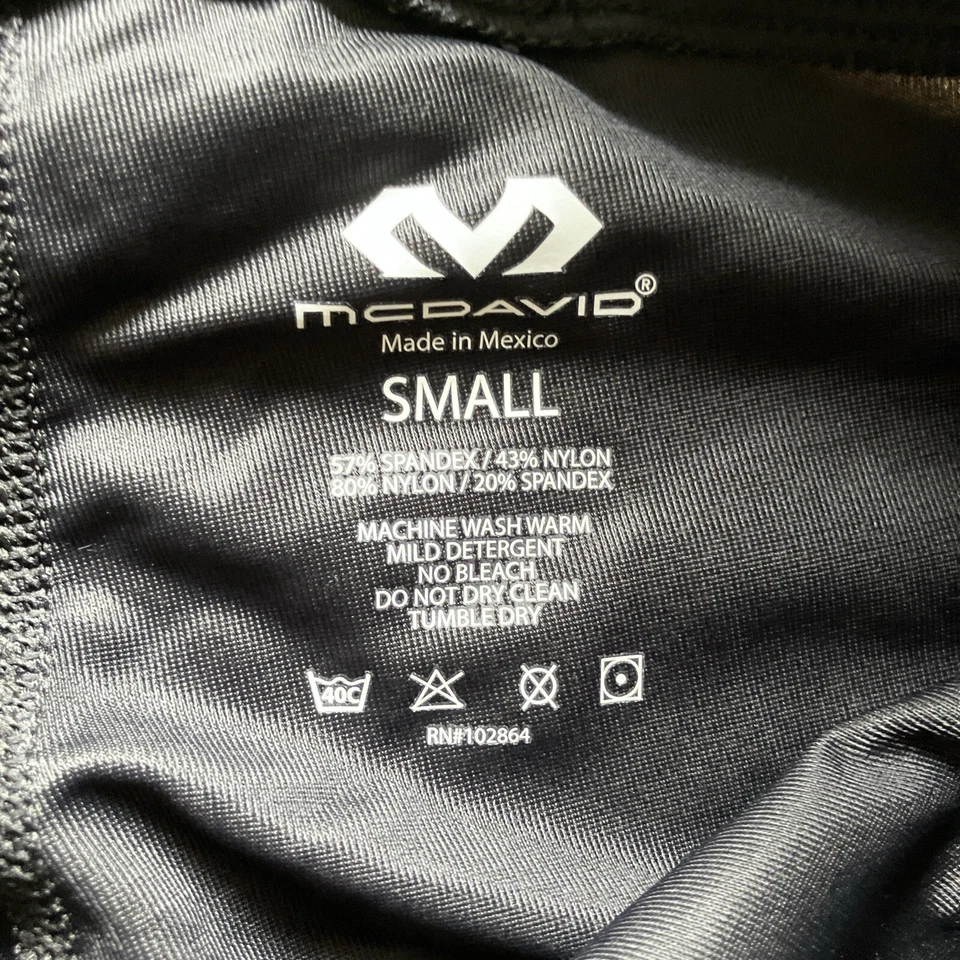 McDAVID®
Made in Mexico
SMALL
57% SPANDEX / 43% NYLON
80% NYLON / 20% SPANDEX
MACHINE WASH WARM
MILD DETERGENT
NO BLEACH
DO NOT DRY CLEAN
TUMBLE DRY
40C
RN#102864